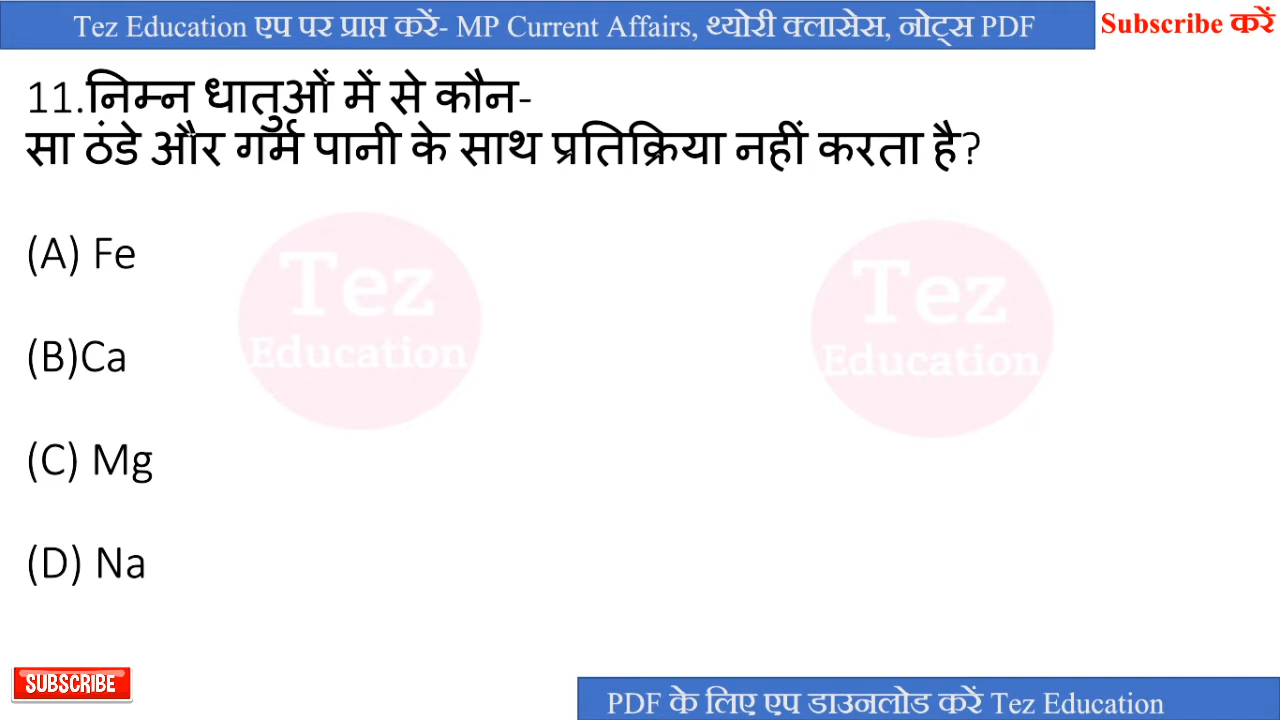 Tez Education एप पर प्राप्त करें- MP Current Affairs, थ्योरी क्लासेस, नोट्स PDF
Subscribe करें
11.निम्न धातुओं में से कौन-
सा ठंडे और गर्म पानी के साथ प्रतिक्रिया नहीं करता है?
(A) Fe
Tez
Education
Tez
Education
(B)Ca
(C) Mg
(D) Na
SUBSCRIBE
PDF के लिए एप डाउनलोड करें Tez Education